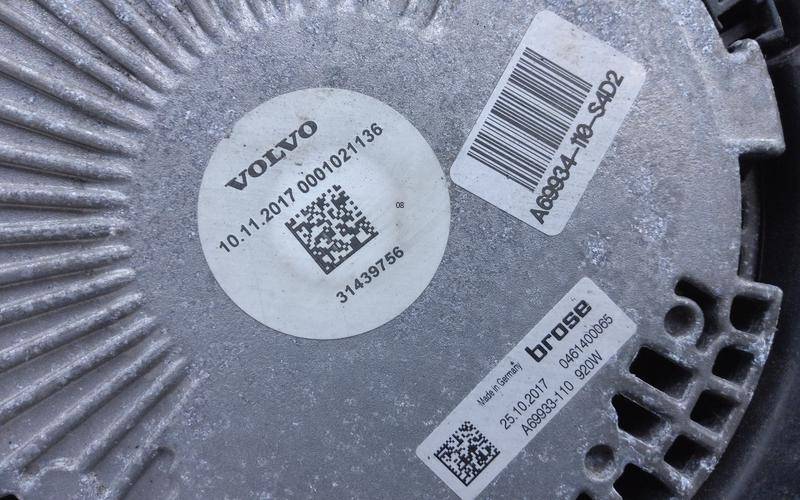 VOLVO
10.11.2017 0001021136
08
31439756
A69934-110-S4D2
brose
Made in Germany
25.10.2017 0461400065
A69933-110 920W